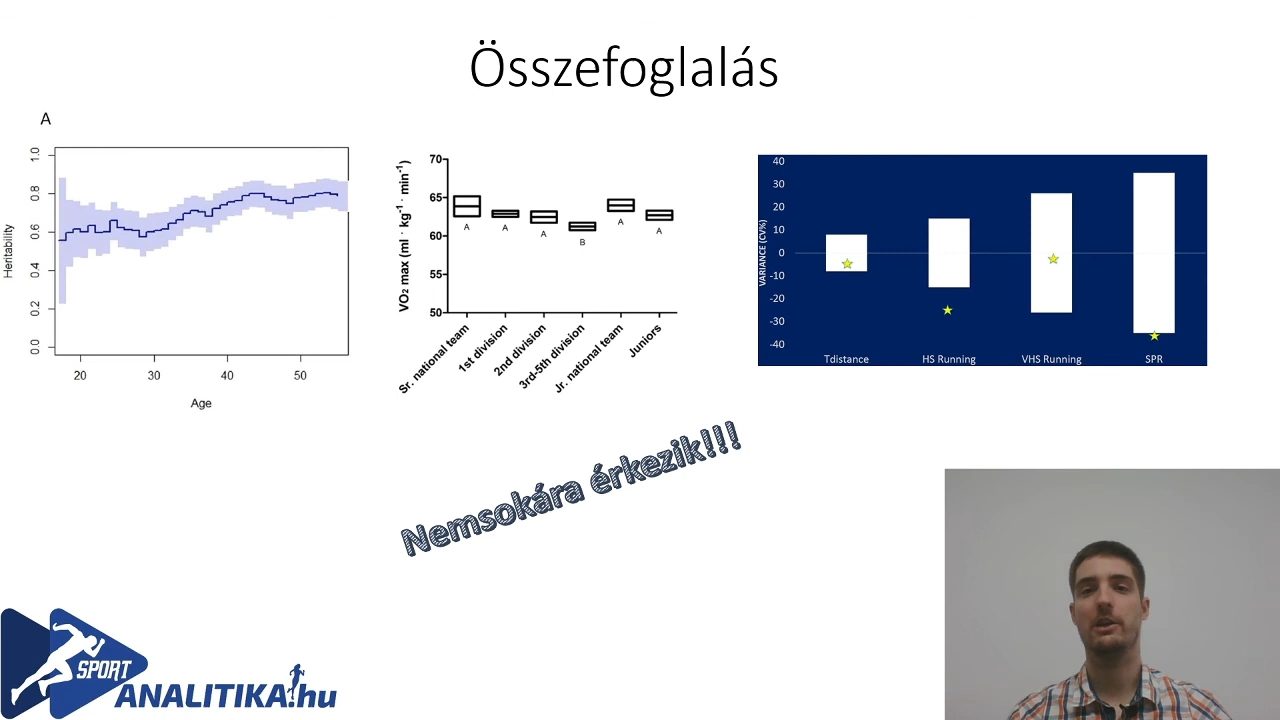 Összefoglalás
A
1.0
0.8
0.6
0.4
0.2
0.0
Heritability
20 30 40 50
Age
70
65
60
55
50
VO₂ max (ml · kg⁻¹ · min⁻¹)
A A A B A A
Sr. national team
1st division
2nd division
3rd-5th division
Jr. national team
Juniors
40
30
20
10
0
-10
-20
-30
-40
VARIANCE (CV%)
Tdistance HS Running VHS Running SPR
Nemsokára érkezik!!!
SPORT
ANALITIKA.hu